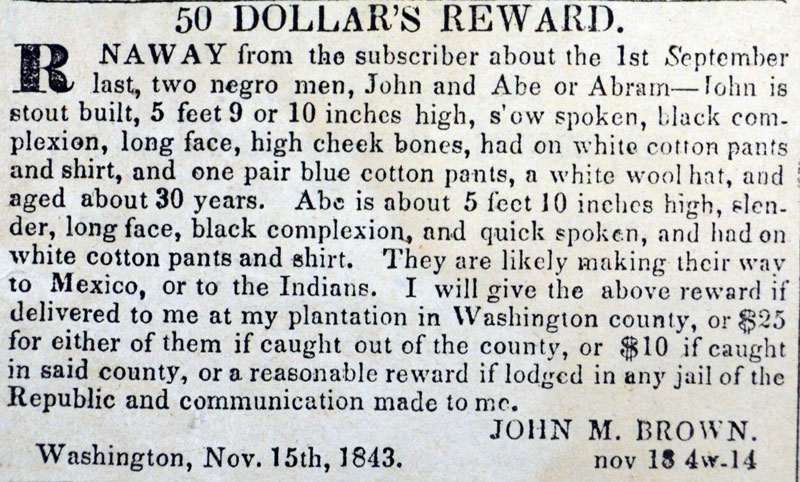 50 DOLLAR'S REWARD.
RNAWAY from the subscriber about the 1st September
last, two negro men, John and Abe or Abram—John is
stout built, 5 feet 9 or 10 inches high, s'ow spoken, black com-
plexion, long face, high cheek bones, had on white cotton pants
and shirt, and one pair blue cotton pants, a white wool hat, and
aged about 30 years. Abe is about 5 feet 10 inches high, slen-
der, long face, black complexion, and quick spoken, and had on
white cotton pants and shirt. They are likely making their way
to Mexico, or to the Indians. I will give the above reward if
delivered to me at my plantation in Washington county, or $25
for either of them if caught out of the county, or $10 if caught
in said county, or a reasonable reward if lodged in any jail of the
Republic and communication made to me.
JOHN M. BROWN.
Washington, Nov. 15th, 1843. nov 18 4w-14